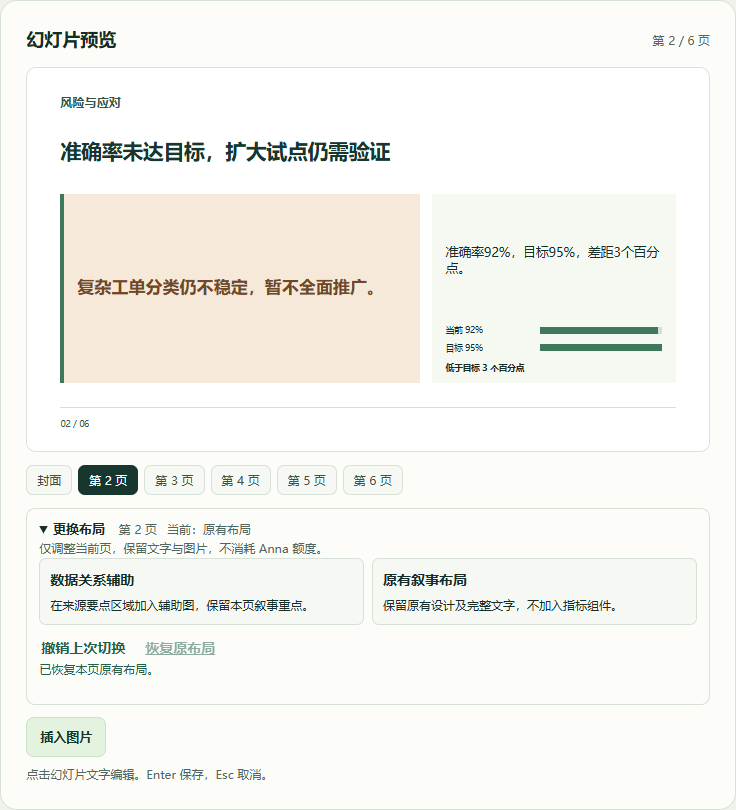 幻灯片预览
第 2 / 6 页
风险与应对
准确率未达目标，扩大试点仍需验证
复杂工单分类仍不稳定，暂不全面推广。
准确率92%，目标95%，差距3个百分
点。
当前 92%
目标 95%
低于目标 3 个百分点
02 / 06
封面
第 2 页
第 3 页
第 4 页
第 5 页
第 6 页
▼ 更换布局 第 2 页 当前：原有布局
仅调整当前页，保留文字与图片，不消耗 Anna 额度。
数据关系辅助
在来源要点区域加入辅助图，保留本页叙事重点。
原有叙事布局
保留原有设计及完整文字，不加入指标组件。
撤销上次切换
恢复原布局
已恢复本页原有布局。
插入图片
点击幻灯片文字编辑。Enter 保存，Esc 取消。